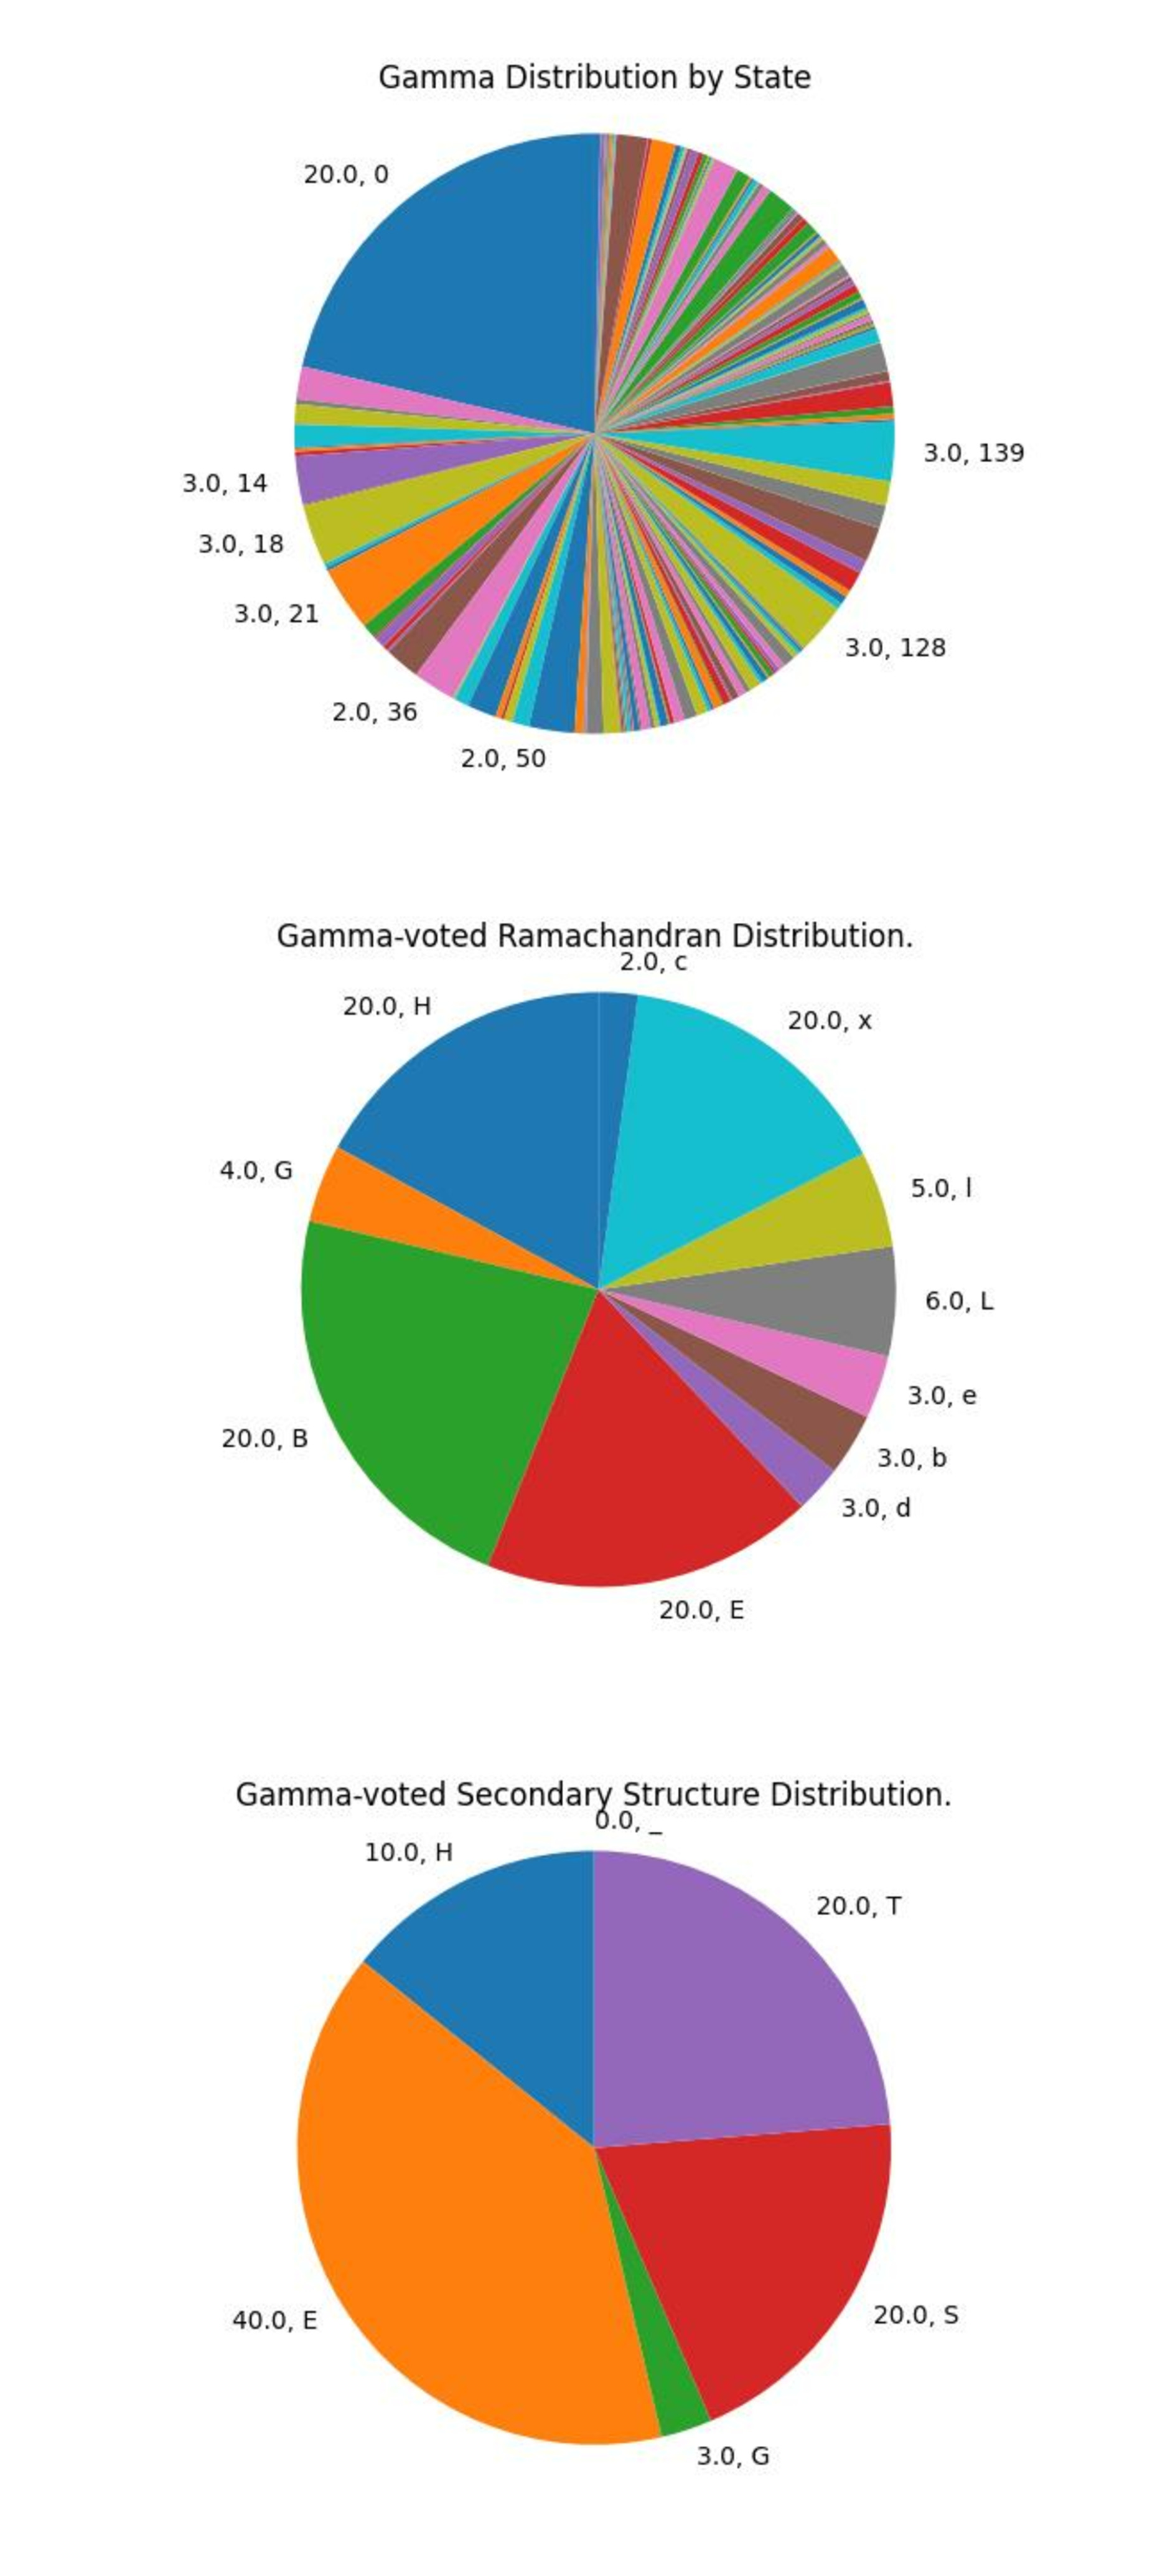 Gamma Distribution by State
20.0, 0
3.0, 139
3.0, 14
3.0, 18
3.0, 21
3.0, 128
2.0, 36
2.0, 50
Gamma-voted Ramachandran Distribution.
2.0, c
20.0, H
20.0, x
4.0, G
5.0, l
6.0, L
3.0, e
20.0, B
3.0, b
3.0, d
20.0, E
Gamma-voted Secondary Structure Distribution.
0.0, _
10.0, H
20.0, T
40.0, E
20.0, S
3.0, G